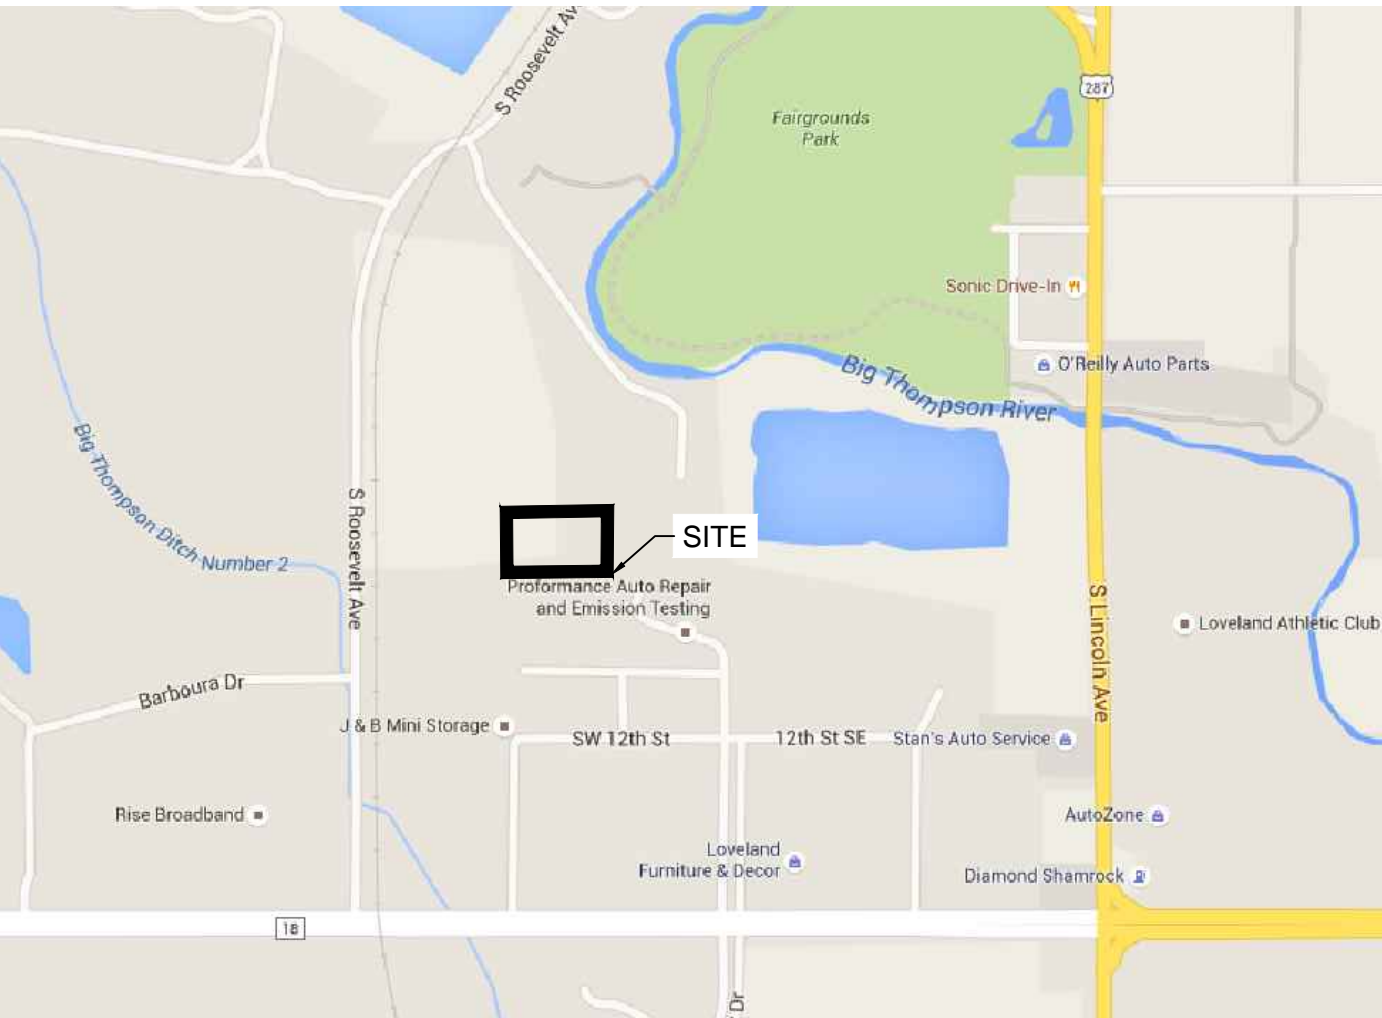 S Roosevelt Av
287
Fairgrounds
Park
Sonic Drive-In
O'Reilly Auto Parts
Big Thompson River
Big Thompson Ditch Number 2
S Roosevelt Ave
SITE
Proformance Auto Repair
and Emission Testing
S Lincoln Ave
Loveland Athletic Club
Barboura Dr
J & B Mini Storage
SW 12th St
12th St SE
Stan's Auto Service
Rise Broadband
AutoZone
Loveland
Furniture & Decor
Diamond Shamrock
18
Dr